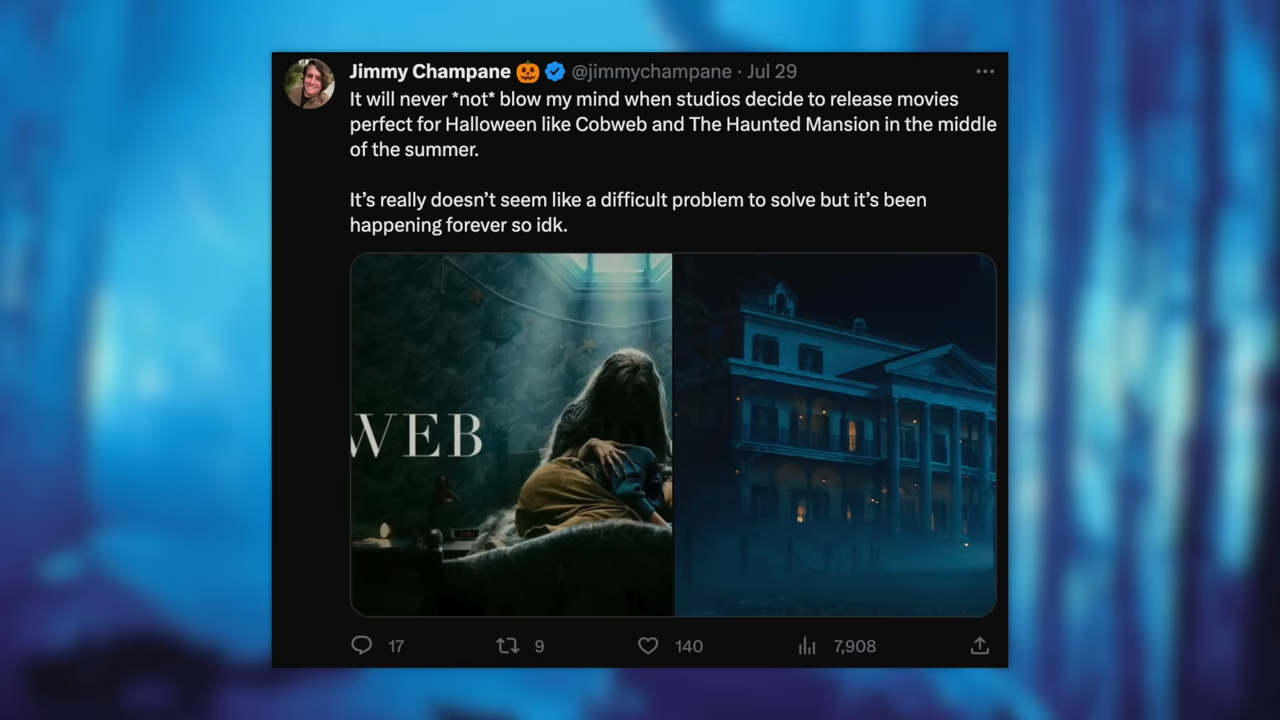 Jimmy Champane 🎃 @jimmychampane · Jul 29
It will never *not* blow my mind when studios decide to release movies
perfect for Halloween like Cobweb and The Haunted Mansion in the middle
of the summer.
It’s really doesn’t seem like a difficult problem to solve but it’s been
happening forever so idk.
WEB
17 9 140 7,908